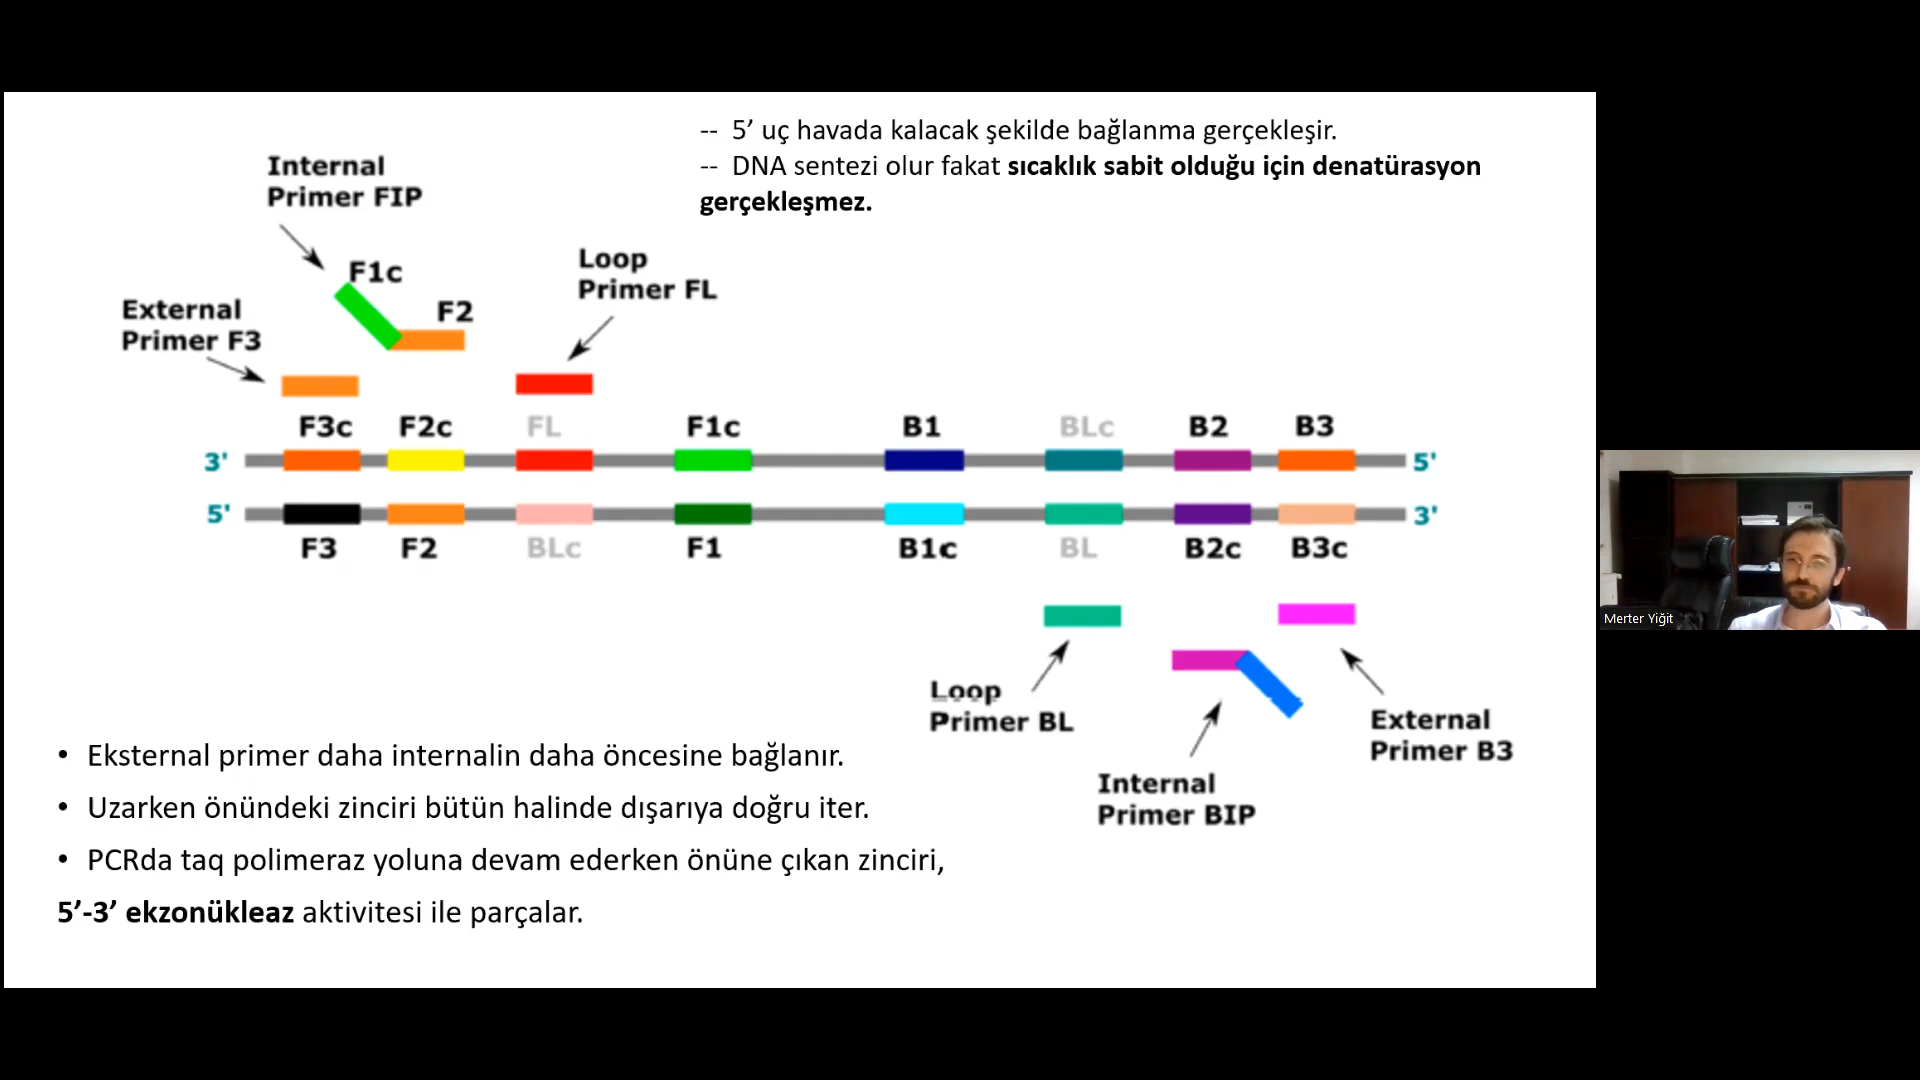 --  5’ uç havada kalacak şekilde bağlanma gerçekleşir.
--  DNA sentezi olur fakat sıcaklık sabit olduğu için denatürasyon
gerçekleşmez.
Internal
Primer FIP
F1c
F2
Loop
Primer FL
External
Primer F3
F3c F2c FL F1c B1 BLc B2 B3
3' 5'
5' 3'
F3 F2 BLc F1 B1c BL B2c B3c
Loop
Primer BL
Internal
Primer BIP
External
Primer B3
• Eksternal primer daha internalin daha öncesine bağlanır.
• Uzarken önündeki zinciri bütün halinde dışarıya doğru iter.
• PCRda taq polimeraz yoluna devam ederken önüne çıkan zinciri,
5’-3’ ekzonükleaz aktivitesi ile parçalar.
Merter Yiğit